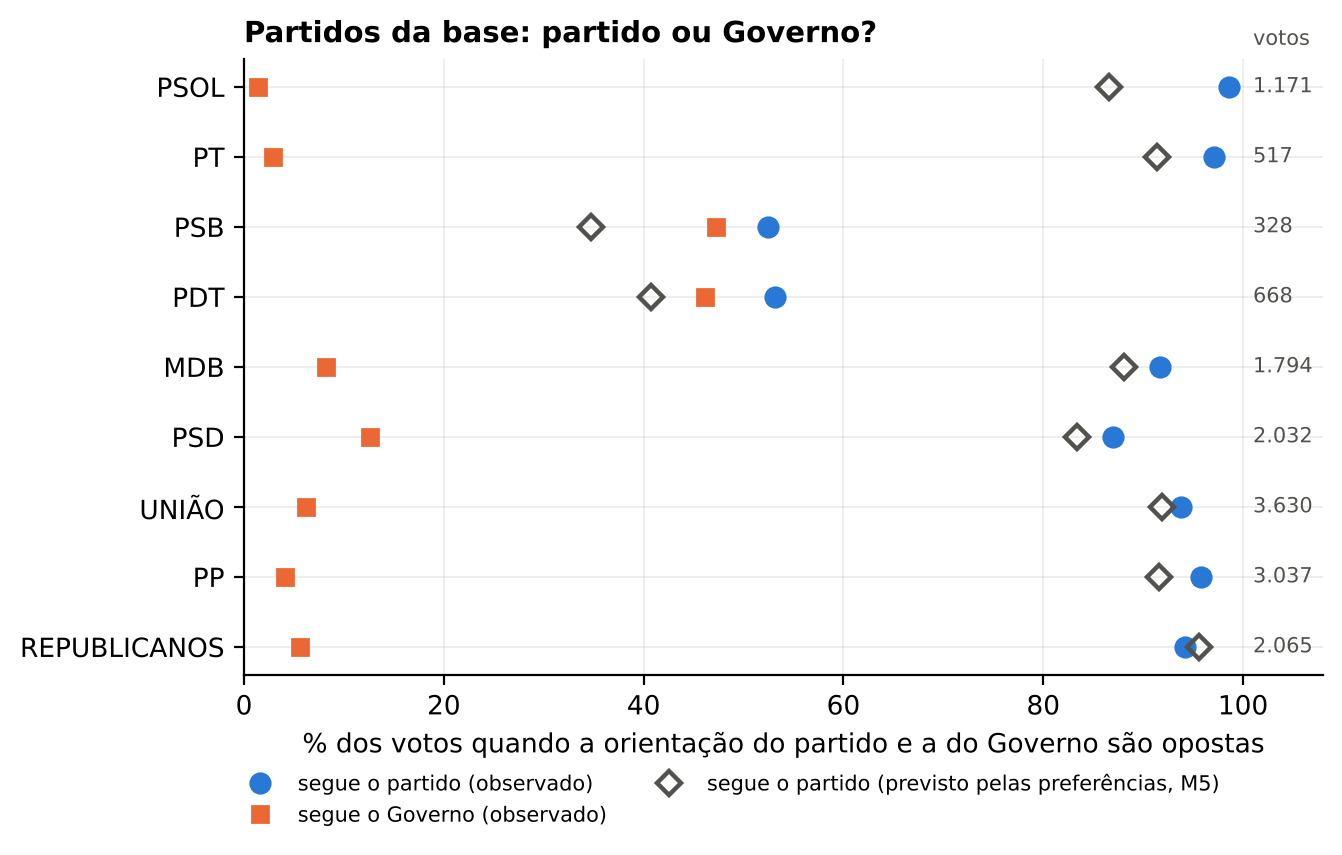 Partidos da base: partido ou Governo?
votos
PSOL 1.171
PT 517
PSB 328
PDT 668
MDB 1.794
PSD 2.032
UNIÃO 3.630
PP 3.037
REPUBLICANOS 2.065
0 20 40 60 80 100
% dos votos quando a orientação do partido e a do Governo são opostas
segue o partido (observado) segue o partido (previsto pelas preferências, M5)
segue o Governo (observado)